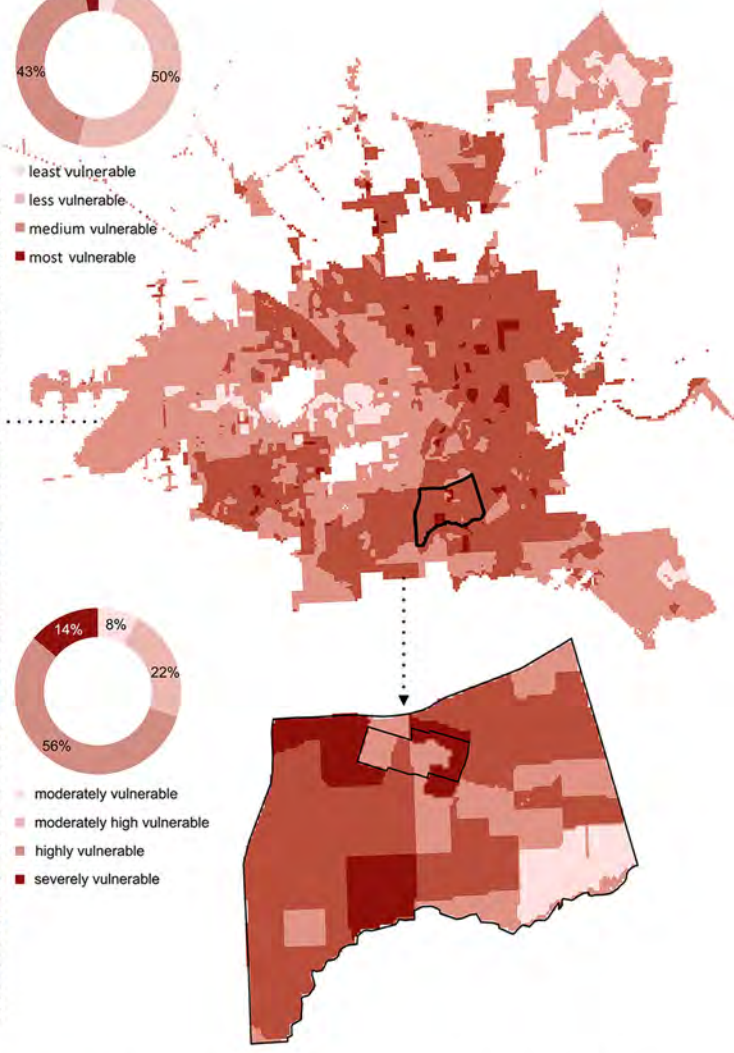 43%
50%
least vulnerable
less vulnerable
medium vulnerable
most vulnerable
14%
8%
22%
56%
moderately vulnerable
moderately high vulnerable
highly vulnerable
severely vulnerable